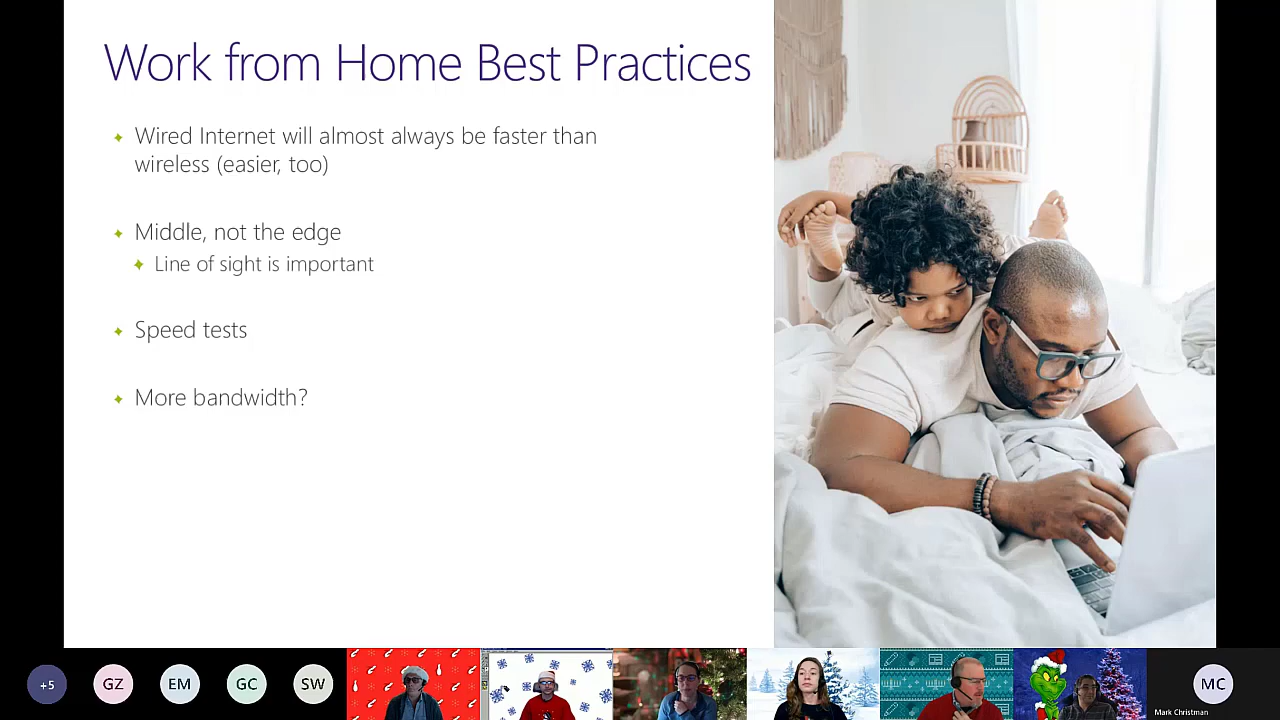 Work from Home Best Practices
Wired Internet will almost always be faster than
wireless (easier, too)
Middle, not the edge
Line of sight is important
Speed tests
More bandwidth?
+5
GZ
EM
GC
SW
MC
Mark Christman